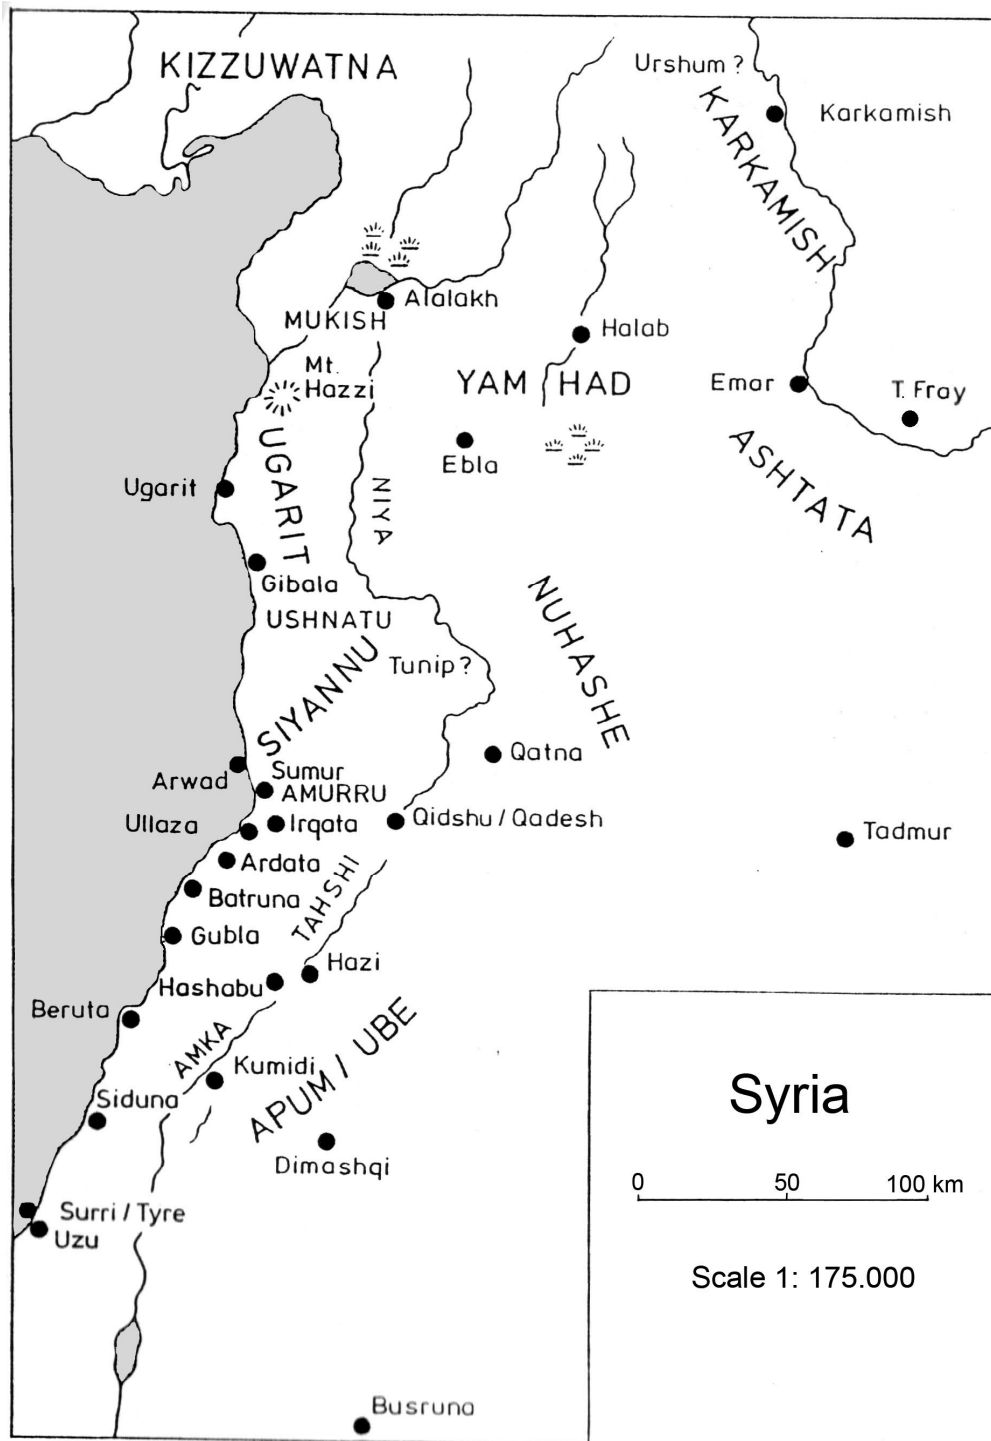 KIZZUWATNA
Urshum ?
KARKAMISH
Karkamish
Alalakh
MUKISH
Halab
Mt.
Hazzi
YAMHAD
Emar
T. Fray
UGARIT
Ebla
ASHTATA
Ugarit
NIYA
Gibala
USHNATU
NUHASHE
SIYANNU
Tunip ?
Qatna
Arwad
Sumur
AMURRU
Ullaza
Irqata
Qidshu / Qadesh
Tadmur
Ardata
TAHSHI
Batruna
Gubla
Hazi
Hashabu
Beruta
AMKA
APUM / UBE
Kumidi
Siduna
Dimashqi
Surri / Tyre
Uzu
Busruna
Syria
0 50 100 km
Scale 1: 175.000